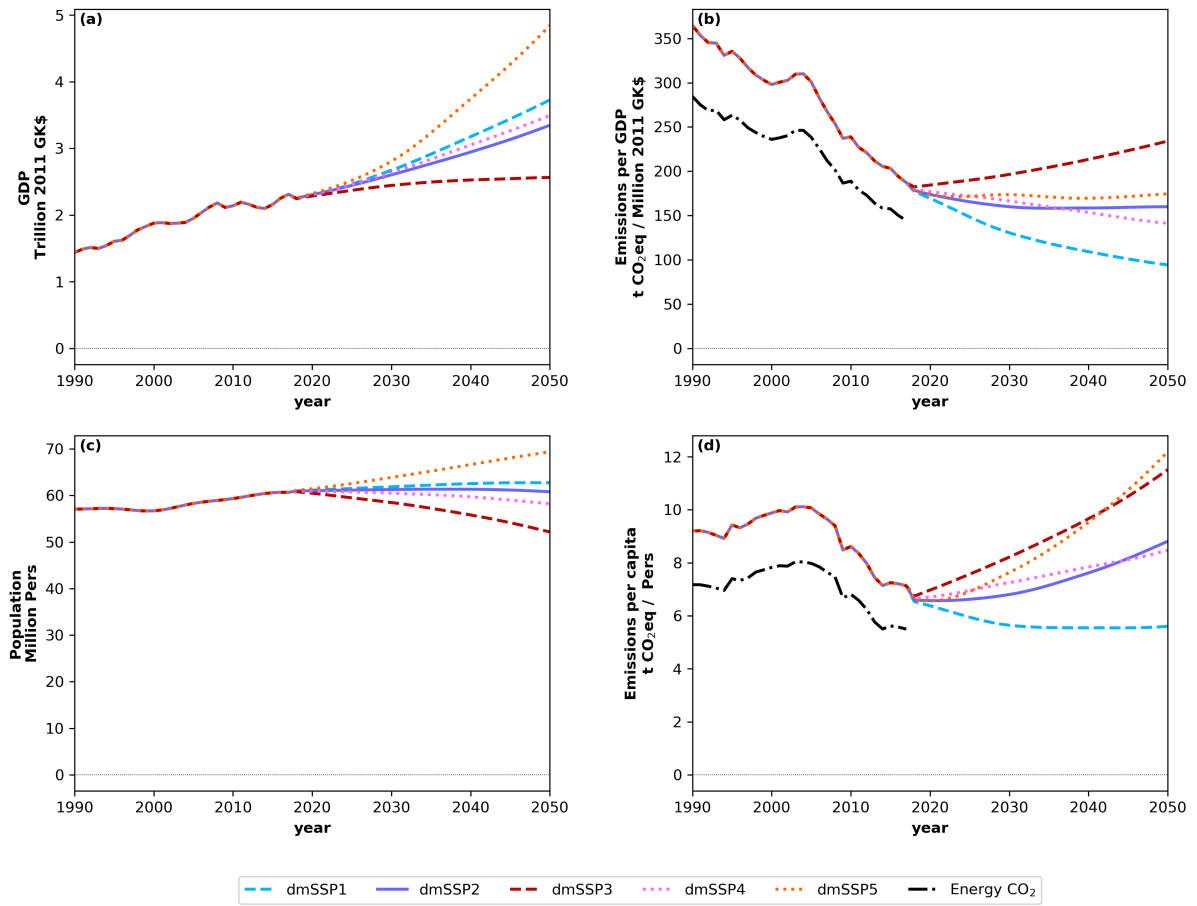 (a)
5
4
3
2
1
0
GDP
Trillion 2011 GK$
1990 2000 2010 2020 2030 2040 2050
year
(b)
350
300
250
200
150
100
50
0
Emissions per GDP
t CO₂eq / Million 2011 GK$
1990 2000 2010 2020 2030 2040 2050
year
(c)
70
60
50
40
30
20
10
0
Population
Million Pers
1990 2000 2010 2020 2030 2040 2050
year
(d)
12
10
8
6
4
2
0
Emissions per capita
t CO₂eq / Pers
1990 2000 2010 2020 2030 2040 2050
year
dmSSP1 dmSSP2 dmSSP3 dmSSP4 dmSSP5 Energy CO₂